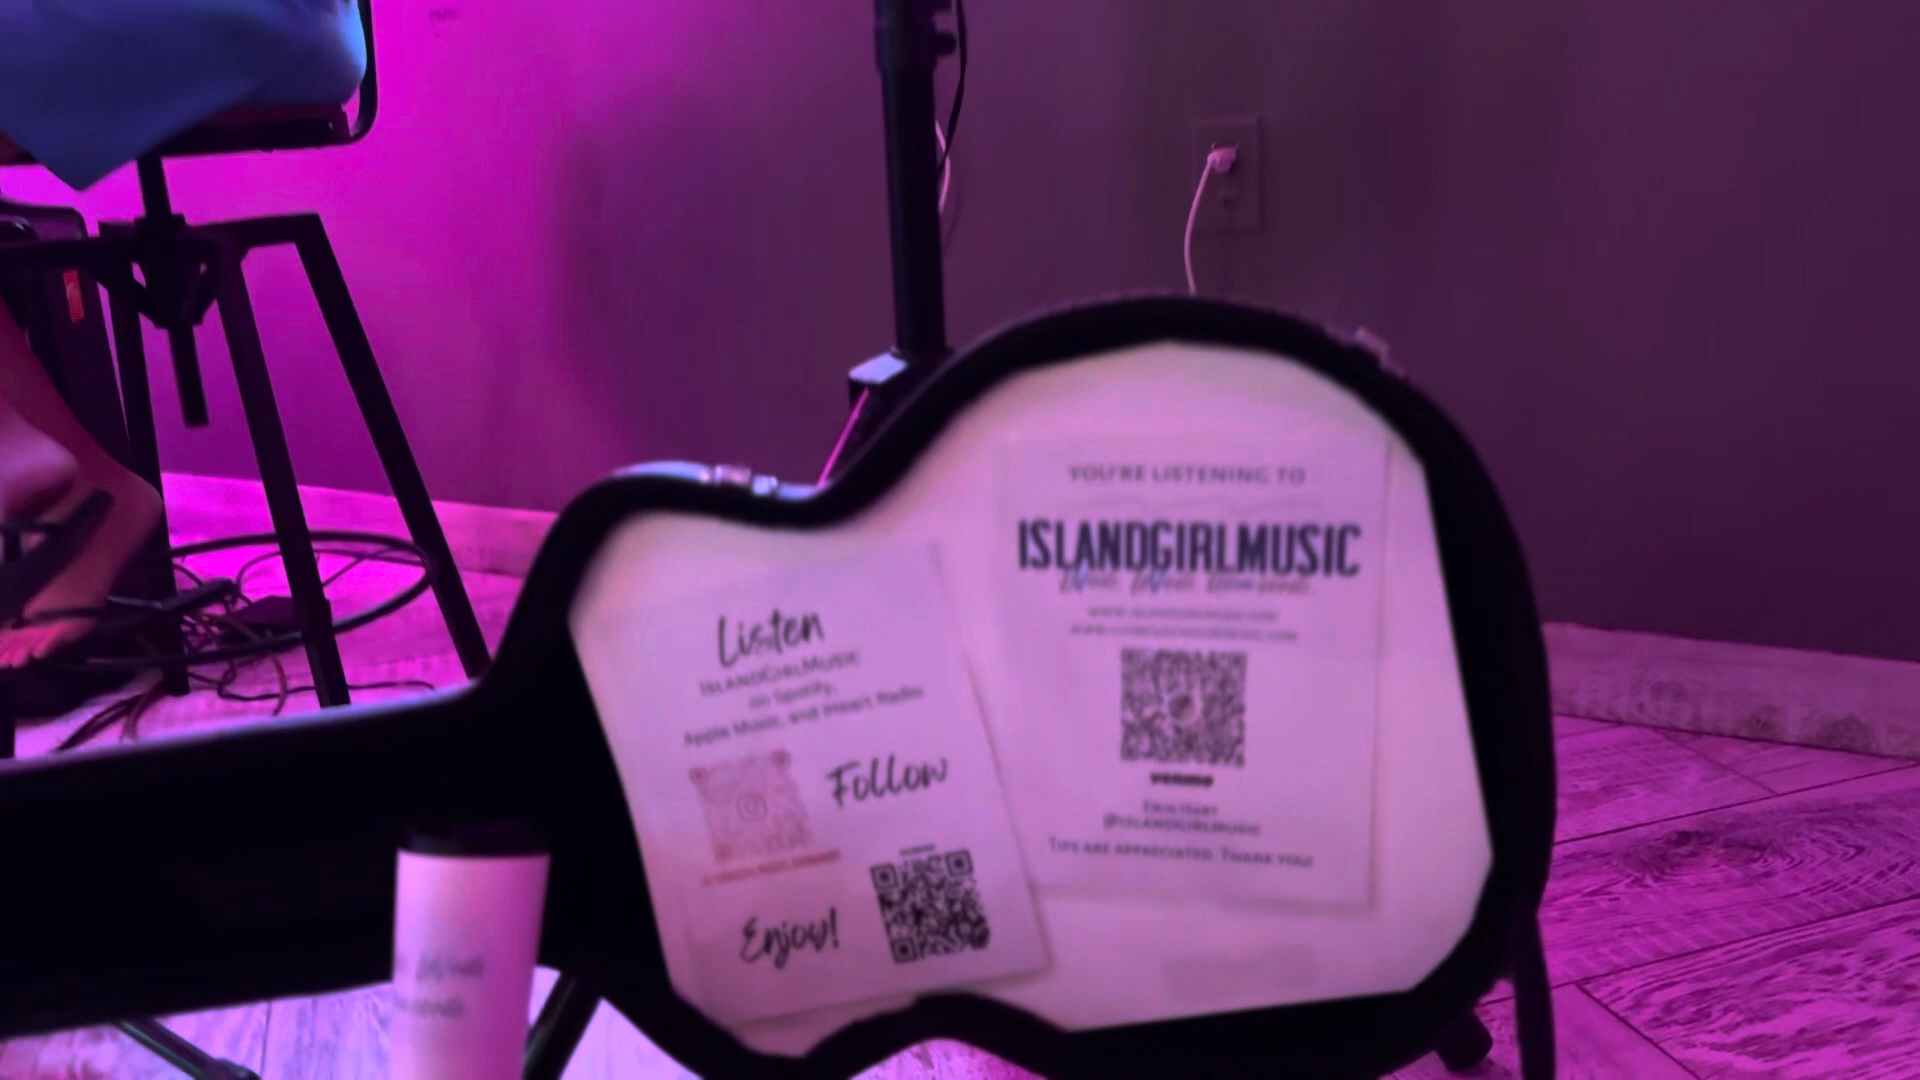 YOU'RE LISTENING TO
ISLANDGIRLMUSIC
venmo
ERIN HART
@ISLANDGIRLMUSIC
TIPS ARE APPRECIATED. THANK YOU!
Listen
ISLANDGIRLMUSIC
on Spotify,
Apple Music, and iHeart Radio
Follow
Enjoy!